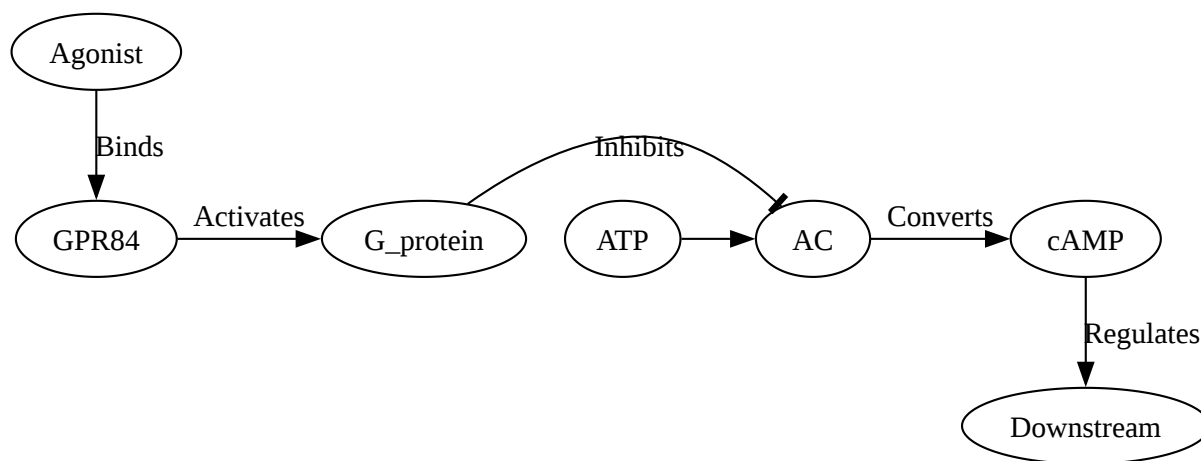 Agonist
Binds
Inhibits
GPR84
Activates
G_protein
ATP
AC
Converts
cAMP
Regulates
Downstream